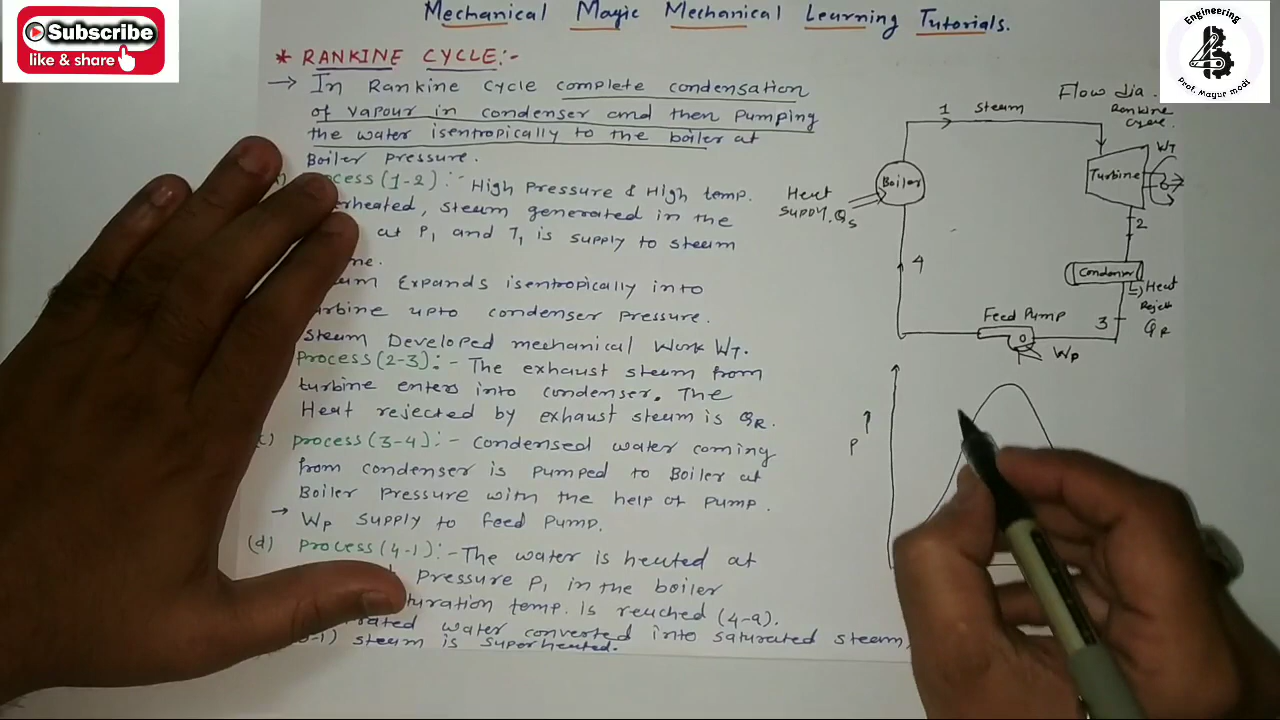 Subscribe
like & share
Mechanical Magic Mechanical Learning Tutorials.
Engineering
Prof. Mayur modi
* RANKINE CYCLE:-
→ In Rankine Cycle complete condensation
of vapour in condenser and then pumping
the water isentropically to the boiler at
Boiler pressure.
(1-2):- High Pressure & High temp.
steam generated in the
at P1 and T1 is supply to steam
Expands isentropically into
upto condenser pressure.
Steam Developed mechanical Work WT.
Process (2-3):- The exhaust steam from
turbine enters into condenser. The
Heat rejected by exhaust steam is QR.
Process (3-4):- Condensed water coming
from condenser is pumped to Boiler at
Boiler pressure with the help of pump.
→ WP supply to feed pump.
(d) Process (4-1):- The water is heated at
pressure P1 in the boiler
temp. is reached (4-a).
water converted into saturated steam,
steam is superheated.
Flow dia.
Rankine
cycle.
1 steam
WT
Turbine
Boiler
Heat
supply, Qs
2
Condenser
Heat
Reject
QR
4
Feed Pump
3
WP
P